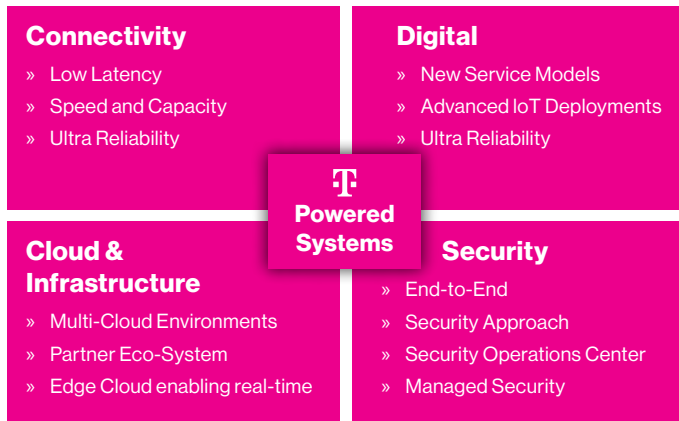 Connectivity
» Low Latency
» Speed and Capacity
» Ultra Reliability
Digital
» New Service Models
» Advanced IoT Deployments
» Ultra Reliability
T
Powered
Systems
Cloud &
Infrastructure
» Multi-Cloud Environments
» Partner Eco-System
» Edge Cloud enabling real-time
Security
» End-to-End
» Security Approach
» Security Operations Center
» Managed Security